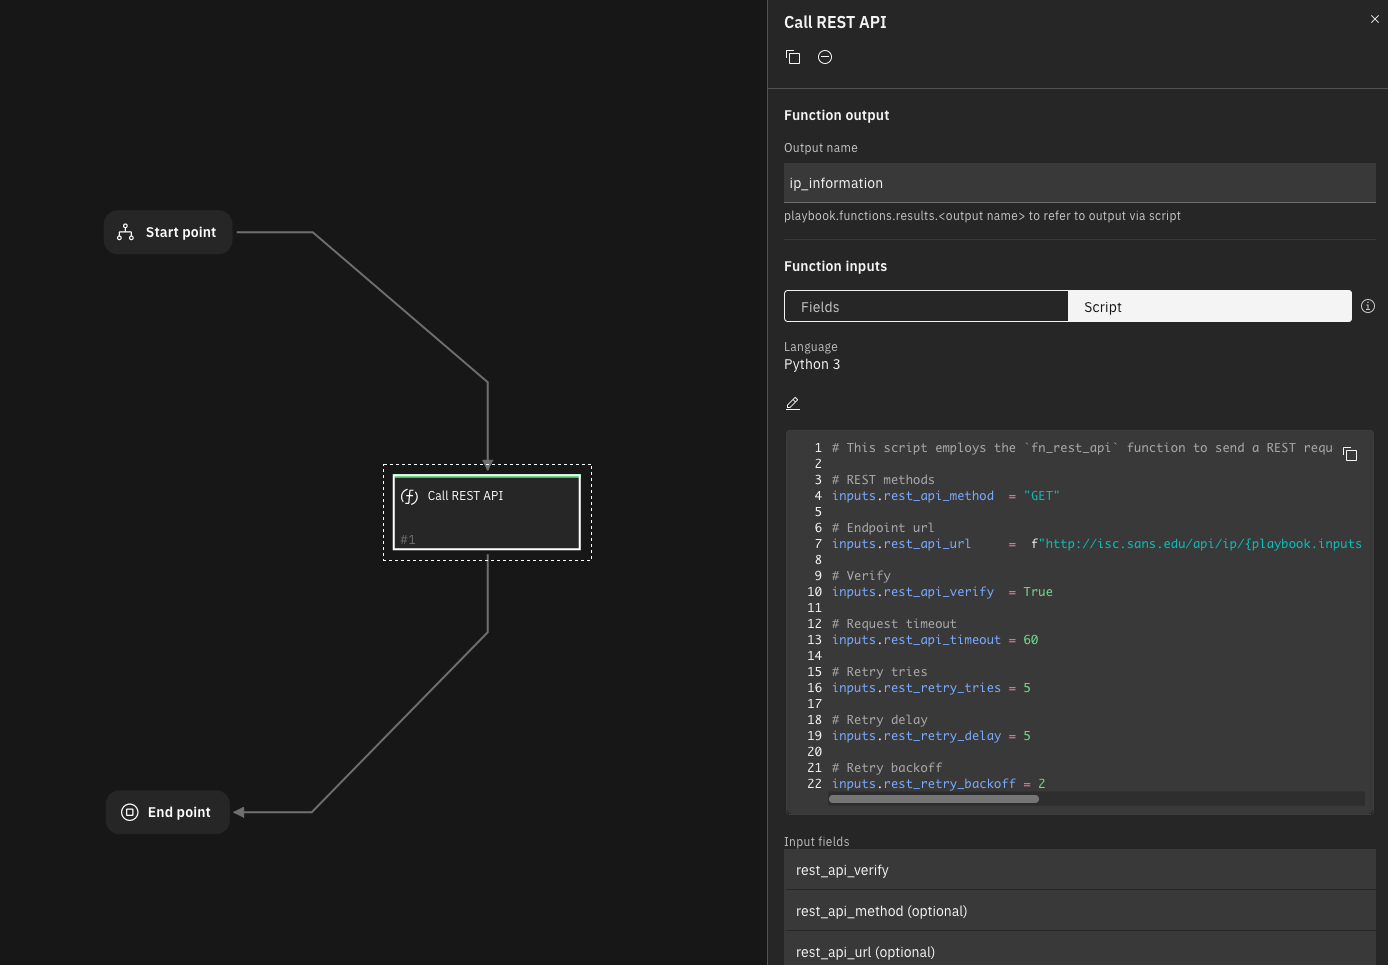 Start point
Call REST API
#1
End point
Call REST API
Function output
Output name
ip_information
playbook.functions.results.<output name> to refer to output via script
Function inputs
Fields
Script
Language
Python 3
1 # This script employs the `fn_rest_api` function to send a REST requ
2
3 # REST methods
4 inputs.rest_api_method = "GET"
5
6 # Endpoint url
7 inputs.rest_api_url = f"http://isc.sans.edu/api/ip/{playbook.inputs
8
9 # Verify
10 inputs.rest_api_verify = True
11
12 # Request timeout
13 inputs.rest_api_timeout = 60
14
15 # Retry tries
16 inputs.rest_retry_tries = 5
17
18 # Retry delay
19 inputs.rest_retry_delay = 5
20
21 # Retry backoff
22 inputs.rest_retry_backoff = 2
Input fields
rest_api_verify
rest_api_method (optional)
rest_api_url (optional)